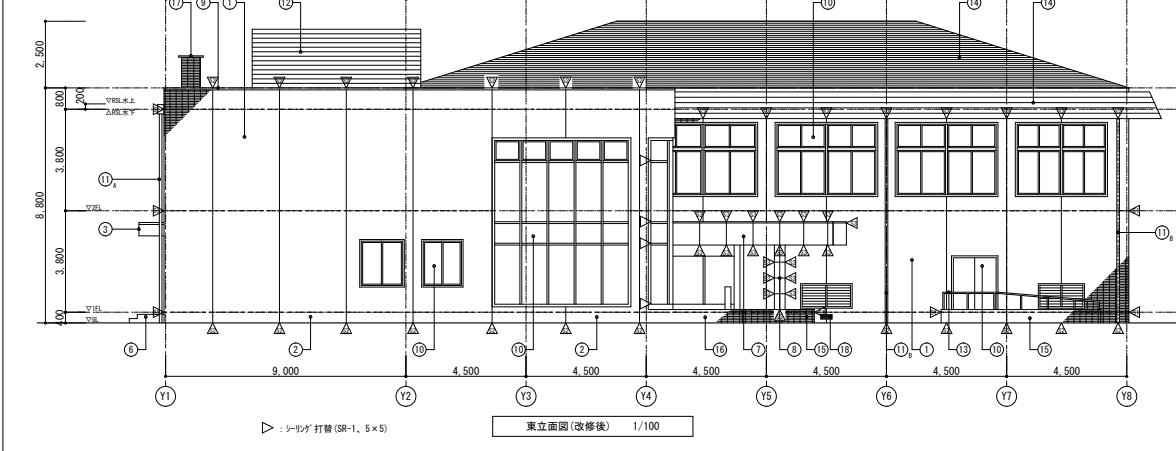 ⑰ ⑨ ① ⑫ ⑩ ⑭ ⑭
2,500
800
200
▽RSL水上
△RSL水下
3,800
8,800
⑪A
▽2FL
③
⑪B
3,800
▽1FL
400
▽GL
⑥ ② ⑩ ⑩ ② ⑯ ⑦ ⑧ ⑮ ⑱ ⑪B ① ⑬ ⑩ ⑮
9,000 4,500 4,500 4,500 4,500 4,500 4,500
Y1 Y2 Y3 Y4 Y5 Y6 Y7 Y8
▷ : シーリング打替(SR-1、5×5)
東立面図(改修後) 1/100